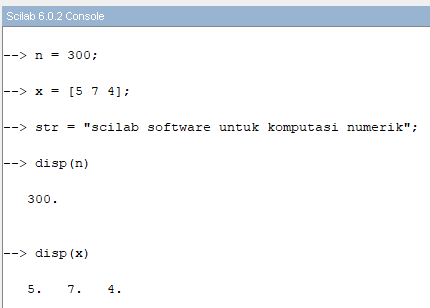 Scilab 6.0.2 Console
--> n = 300;
--> x = [5 7 4];
--> str = "scilab software untuk komputasi numerik";
--> disp(n)
300.
--> disp(x)
5. 7. 4.